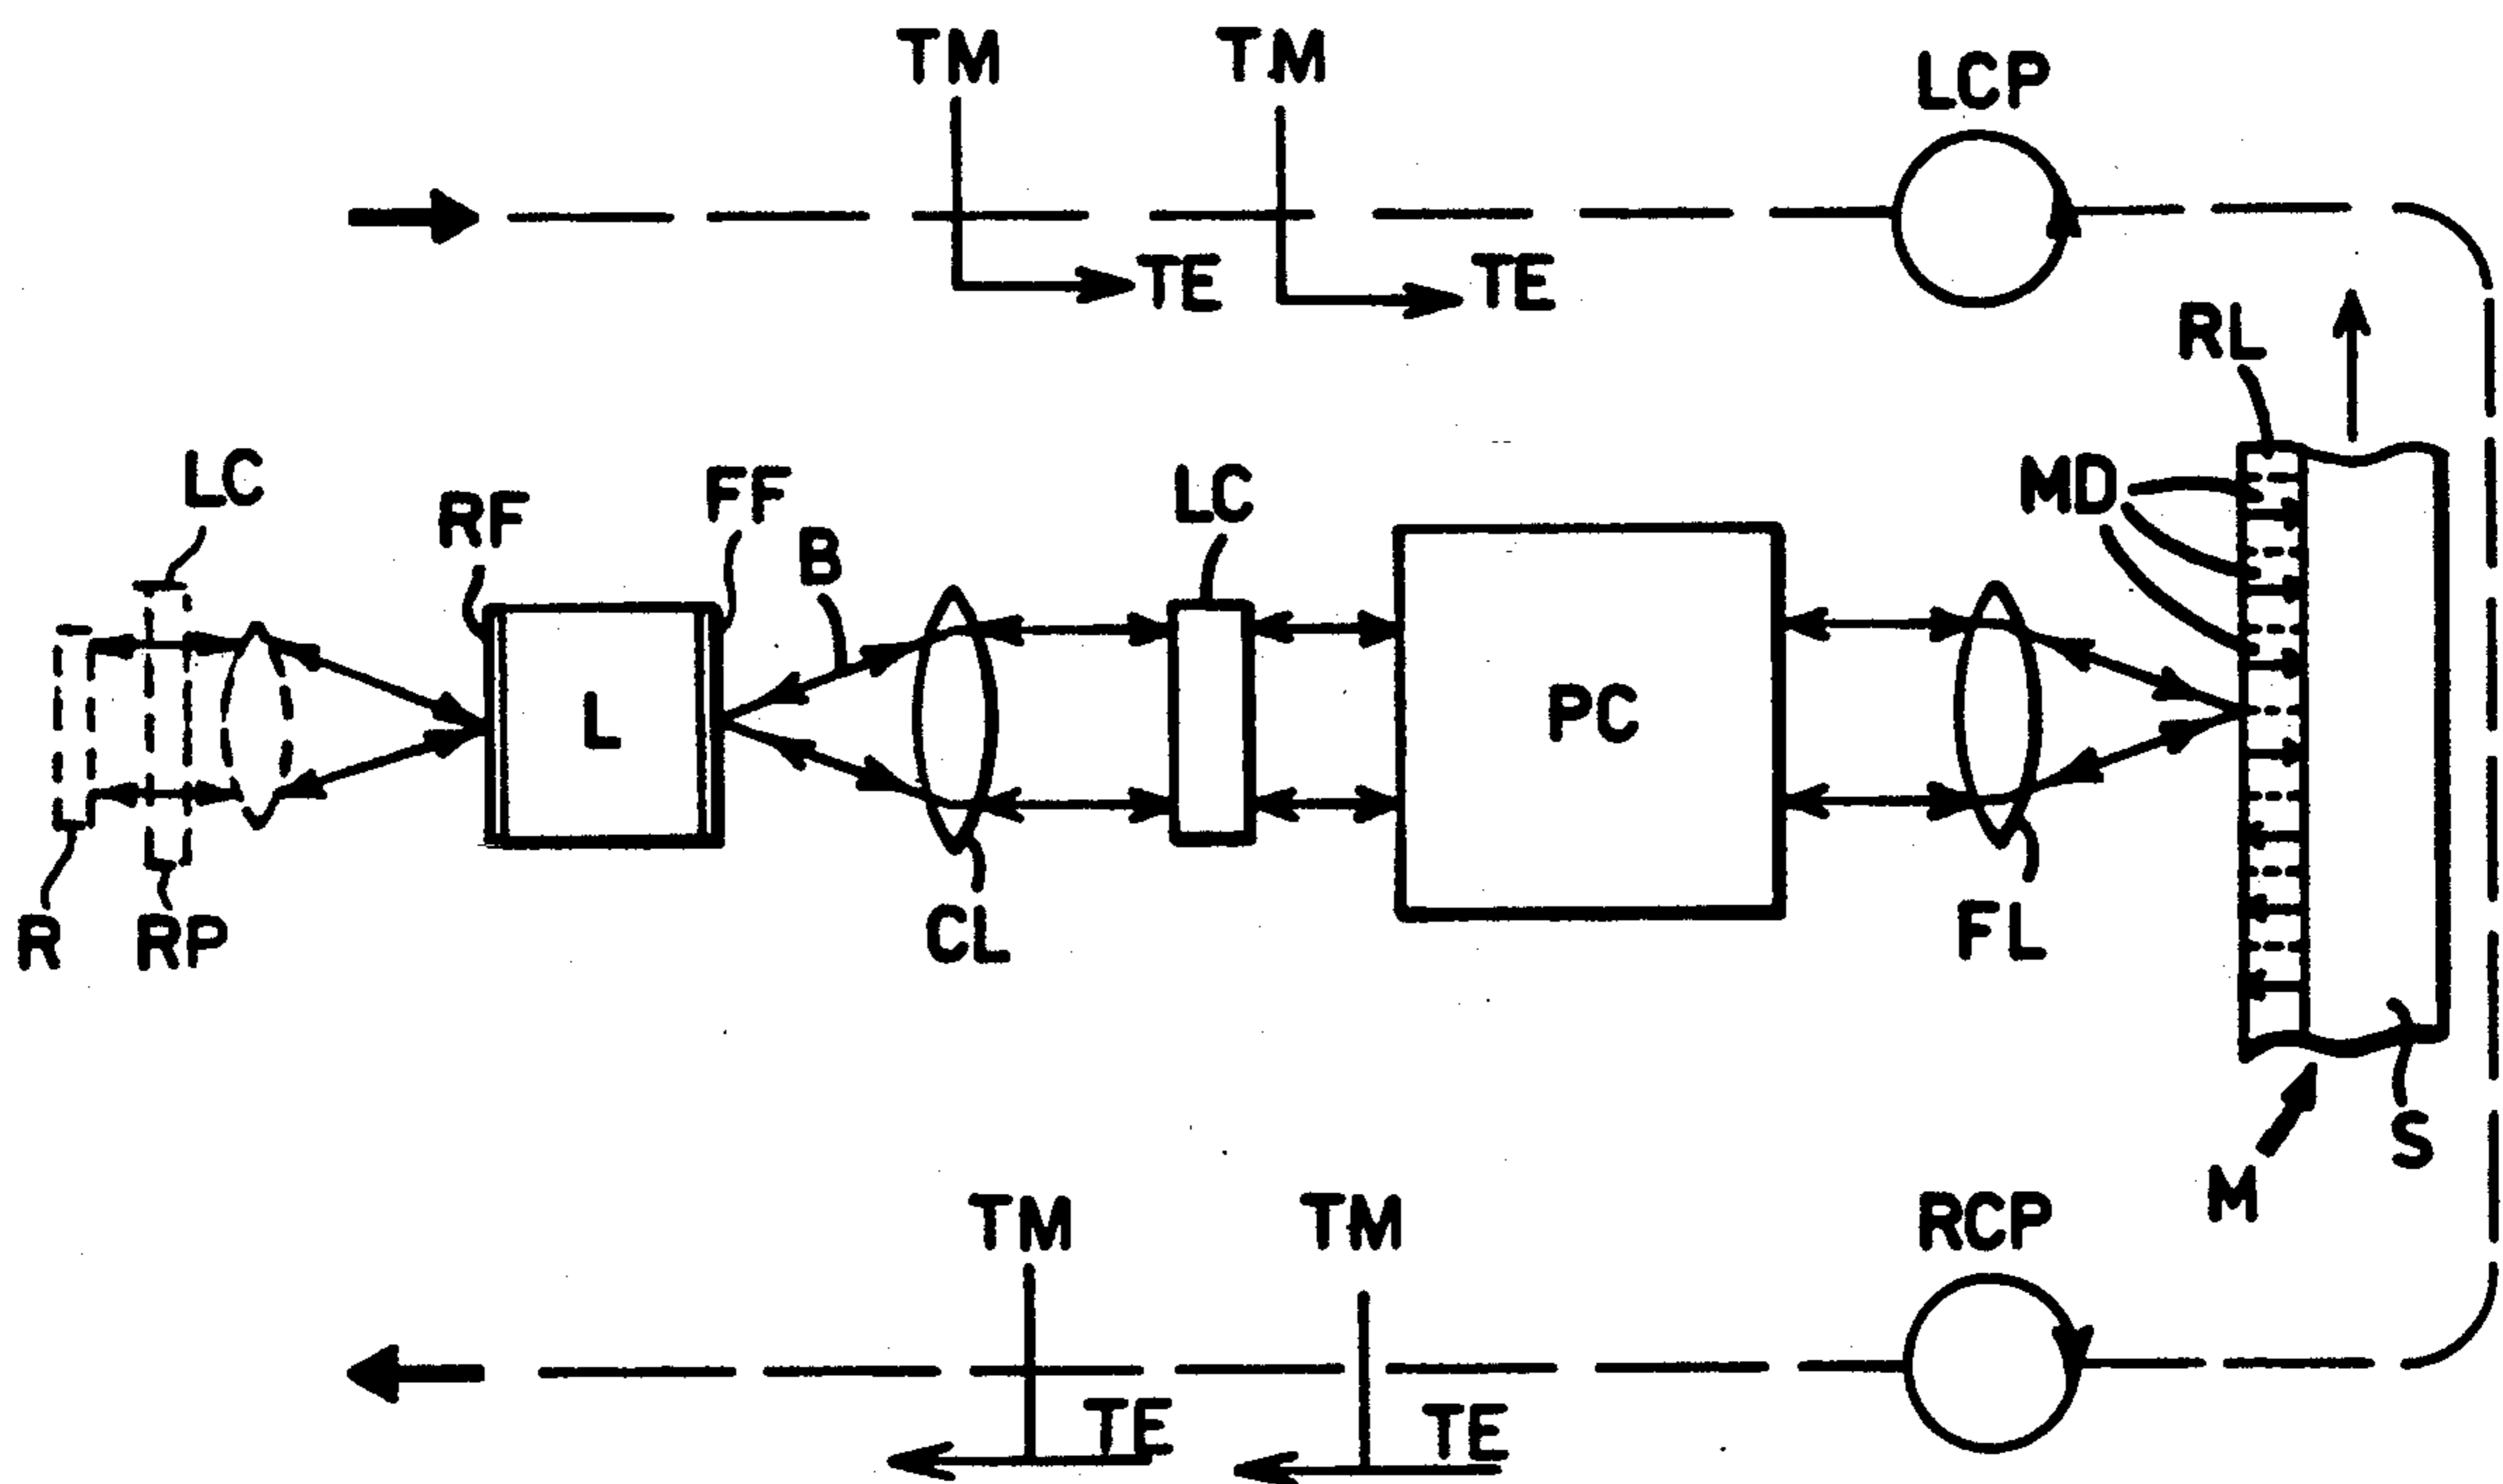 TM TM LCP
TE TE
RL
LC RF FF B LC MD
L PC
R RP CL FL
S
M
TM TM RCP
TE TE